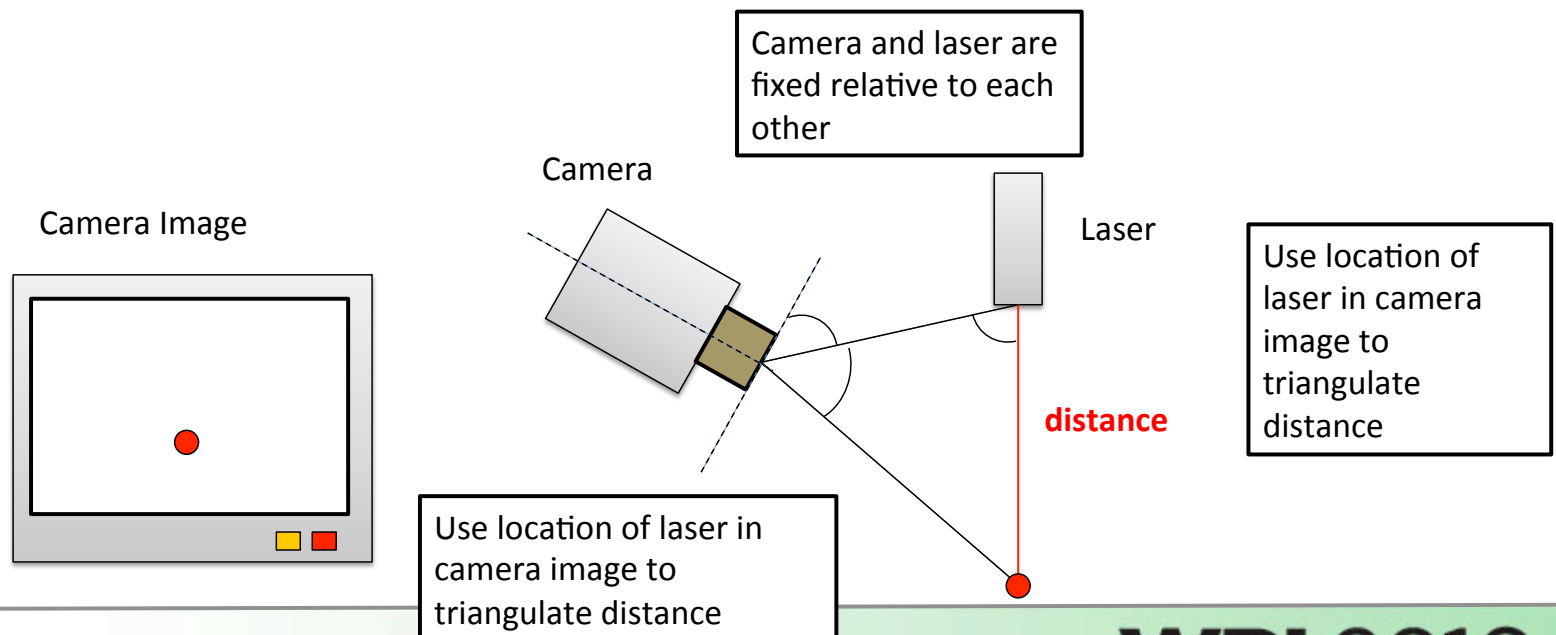 Camera and laser are
fixed relative to each
other
Camera
Camera Image
Laser
Use location of
laser in camera
image to
triangulate
distance
distance
Use location of laser in
camera image to
triangulate distance